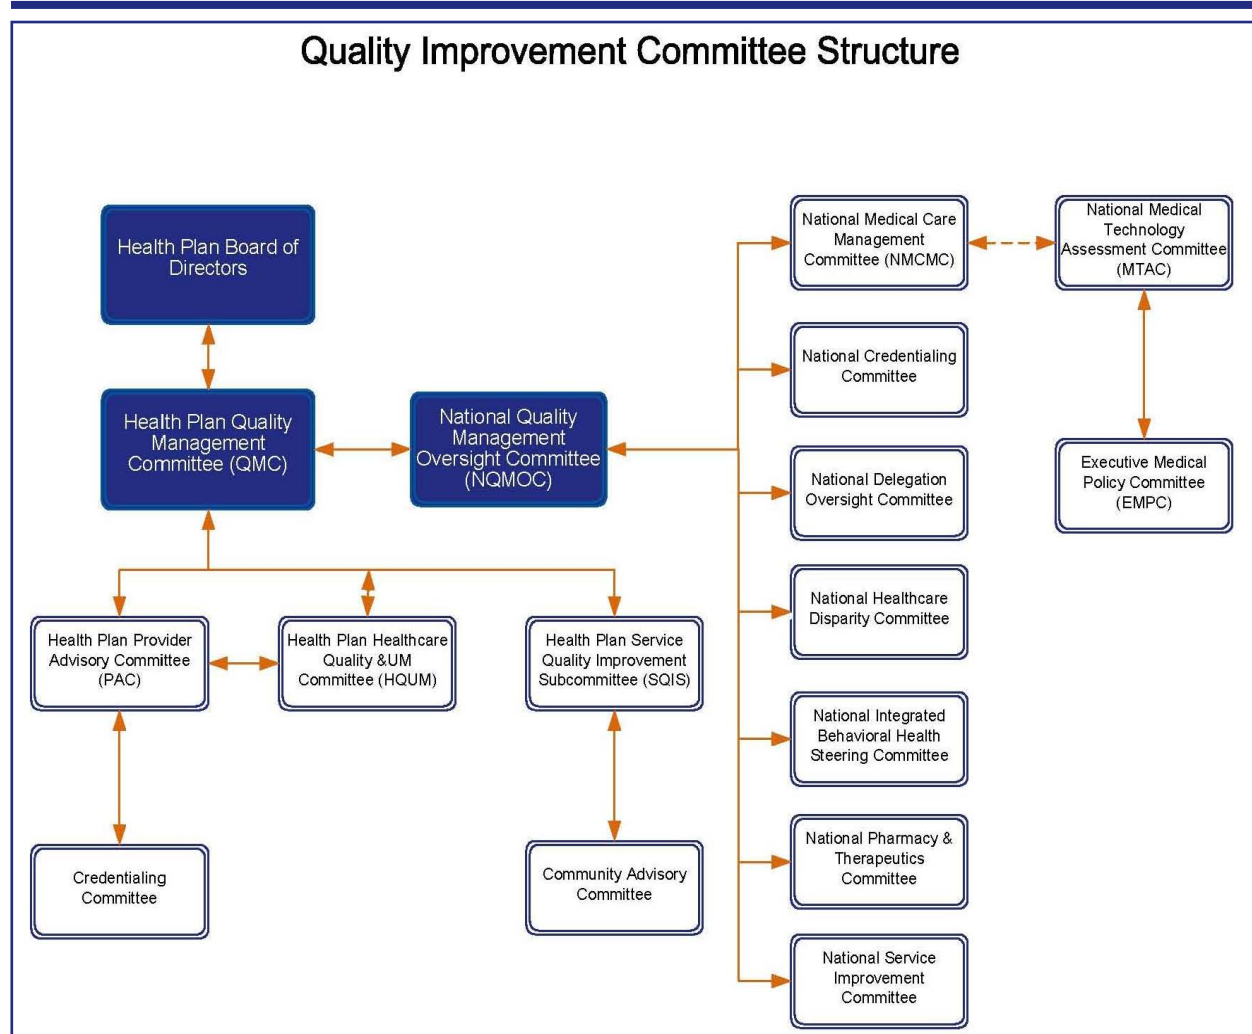 Quality Improvement Committee Structure
Health Plan Board of
Directors
Health Plan Quality
Management
Committee (QMC)
National Quality
Management
Oversight Committee
(NQMOC)
National Medical Care
Management
Committee (NMCMC)
National Medical
Technology
Assessment Committee
(MTAC)
National Credentialing
Committee
National Delegation
Oversight Committee
Executive Medical
Policy Committee
(EMPC)
National Healthcare
Disparity Committee
Health Plan Provider
Advisory Committee
(PAC)
Health Plan Healthcare
Quality &UM
Committee (HQUM)
Health Plan Service
Quality Improvement
Subcommittee (SQIS)
National Integrated
Behavioral Health
Steering Committee
Credentialing
Committee
Community Advisory
Committee
National Pharmacy &
Therapeutics
Committee
National Service
Improvement
Committee